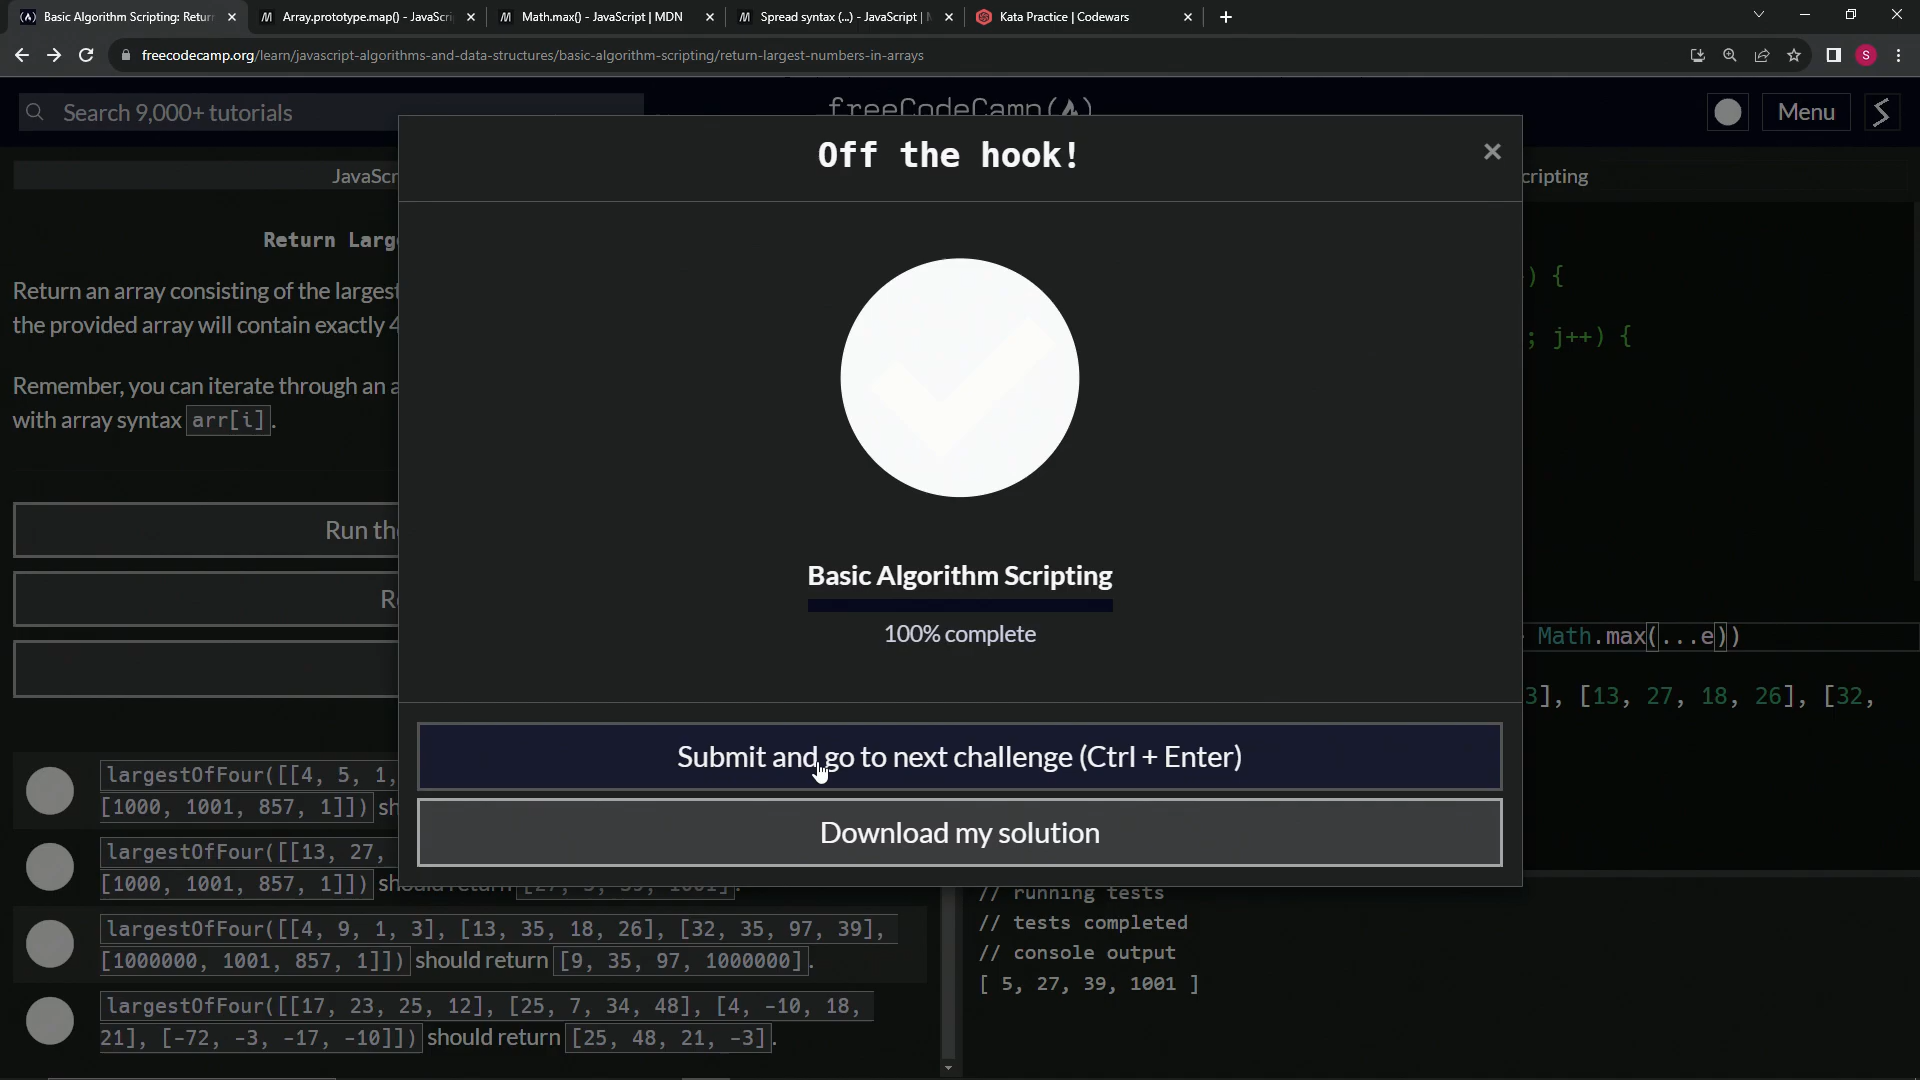 Basic Algorithm Scripting: Retur
Array.prototype.map() - JavaScri
Math.max() - JavaScript | MDN
Spread syntax (...) - JavaScript |
Kata Practice | Codewars
freecodecamp.org/learn/javascript-algorithms-and-data-structures/basic-algorithm-scripting/return-largest-numbers-in-arrays
S
Search 9,000+ tutorials
freeCodeCamp
Menu
Off the hook!
JavaScr
cripting
Return Larg
) {
Return an array consisting of the largest
the provided array will contain exactly 4
; j++) {
Remember, you can iterate through an a
with array syntax arr[i].
Run the
Basic Algorithm Scripting
100% complete
Math.max(...e))
3], [13, 27, 18, 26], [32,
Submit and go to next challenge (Ctrl + Enter)
Download my solution
largestOfFour([[4, 5, 1,
[1000, 1001, 857, 1]]) sh
largestOfFour([[13, 27,
[1000, 1001, 857, 1]]) should return [27, 5, 39, 1001].
largestOfFour([[4, 9, 1, 3], [13, 35, 18, 26], [32, 35, 97, 39],
[1000000, 1001, 857, 1]]) should return [9, 35, 97, 1000000].
largestOfFour([[17, 23, 25, 12], [25, 7, 34, 48], [4, -10, 18,
21], [-72, -3, -17, -10]]) should return [25, 48, 21, -3].
// running tests
// tests completed
// console output
[ 5, 27, 39, 1001 ]